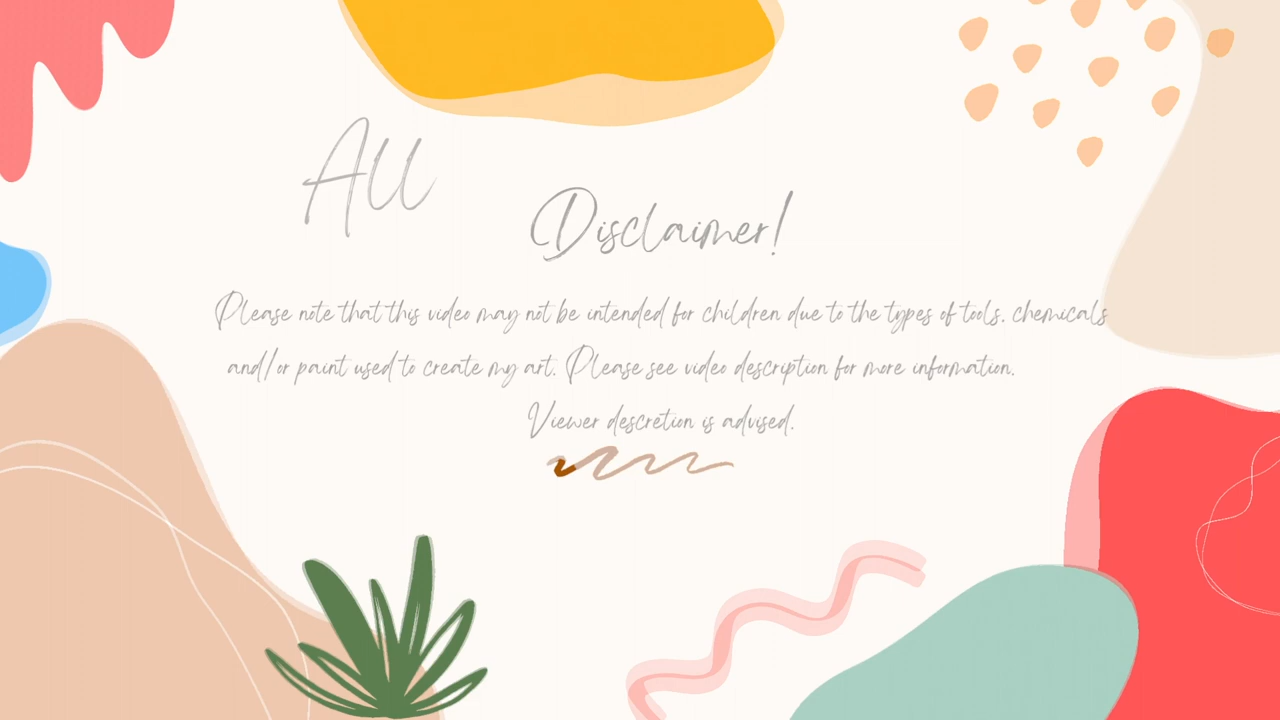 All
Disclaimer!
Please note that this video may not be intended for children due to the types of tools. chemicals
and/or paint used to create my art. Please see video description for more information.
Viewer descretion is advised.